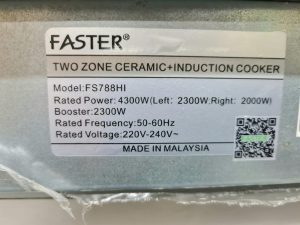 FASTER®
TWO ZONE CERAMIC+INDUCTION COOKER
Model:FS788HI
Rated Power: 4300W(Left: 2300W:Right: 2000W)
Booster:2300W
Rated Frequency:50-60Hz
Rated Voltage:220V-240V~
MADE IN MALAYSIA